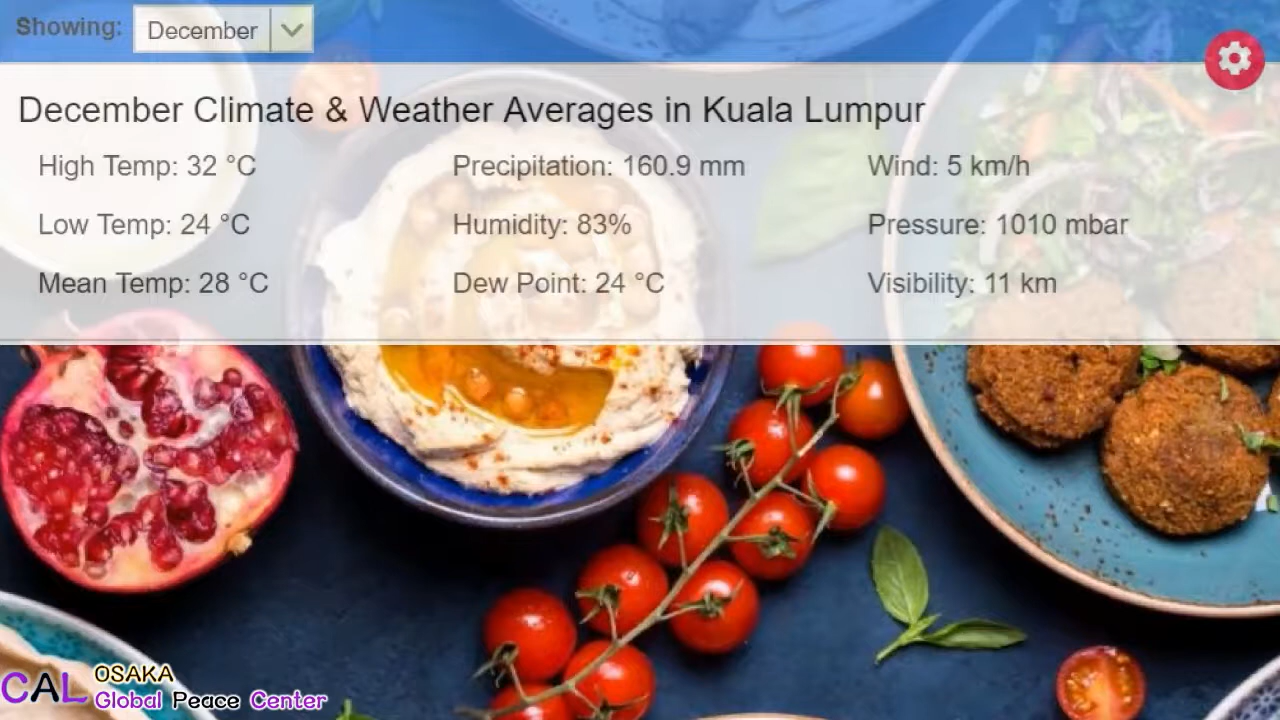 Showing: December
December Climate & Weather Averages in Kuala Lumpur
High Temp: 32 °C Precipitation: 160.9 mm Wind: 5 km/h
Low Temp: 24 °C Humidity: 83% Pressure: 1010 mbar
Mean Temp: 28 °C Dew Point: 24 °C Visibility: 11 km
CAL OSAKA
Global Peace Center